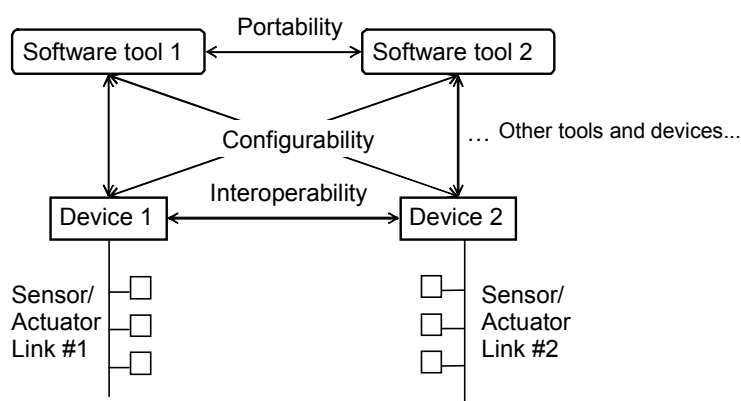 Portability
Software tool 1
Software tool 2
Configurability
... Other tools and devices...
Interoperability
Device 1
Device 2
Sensor/
Actuator
Link #1
Sensor/
Actuator
Link #2